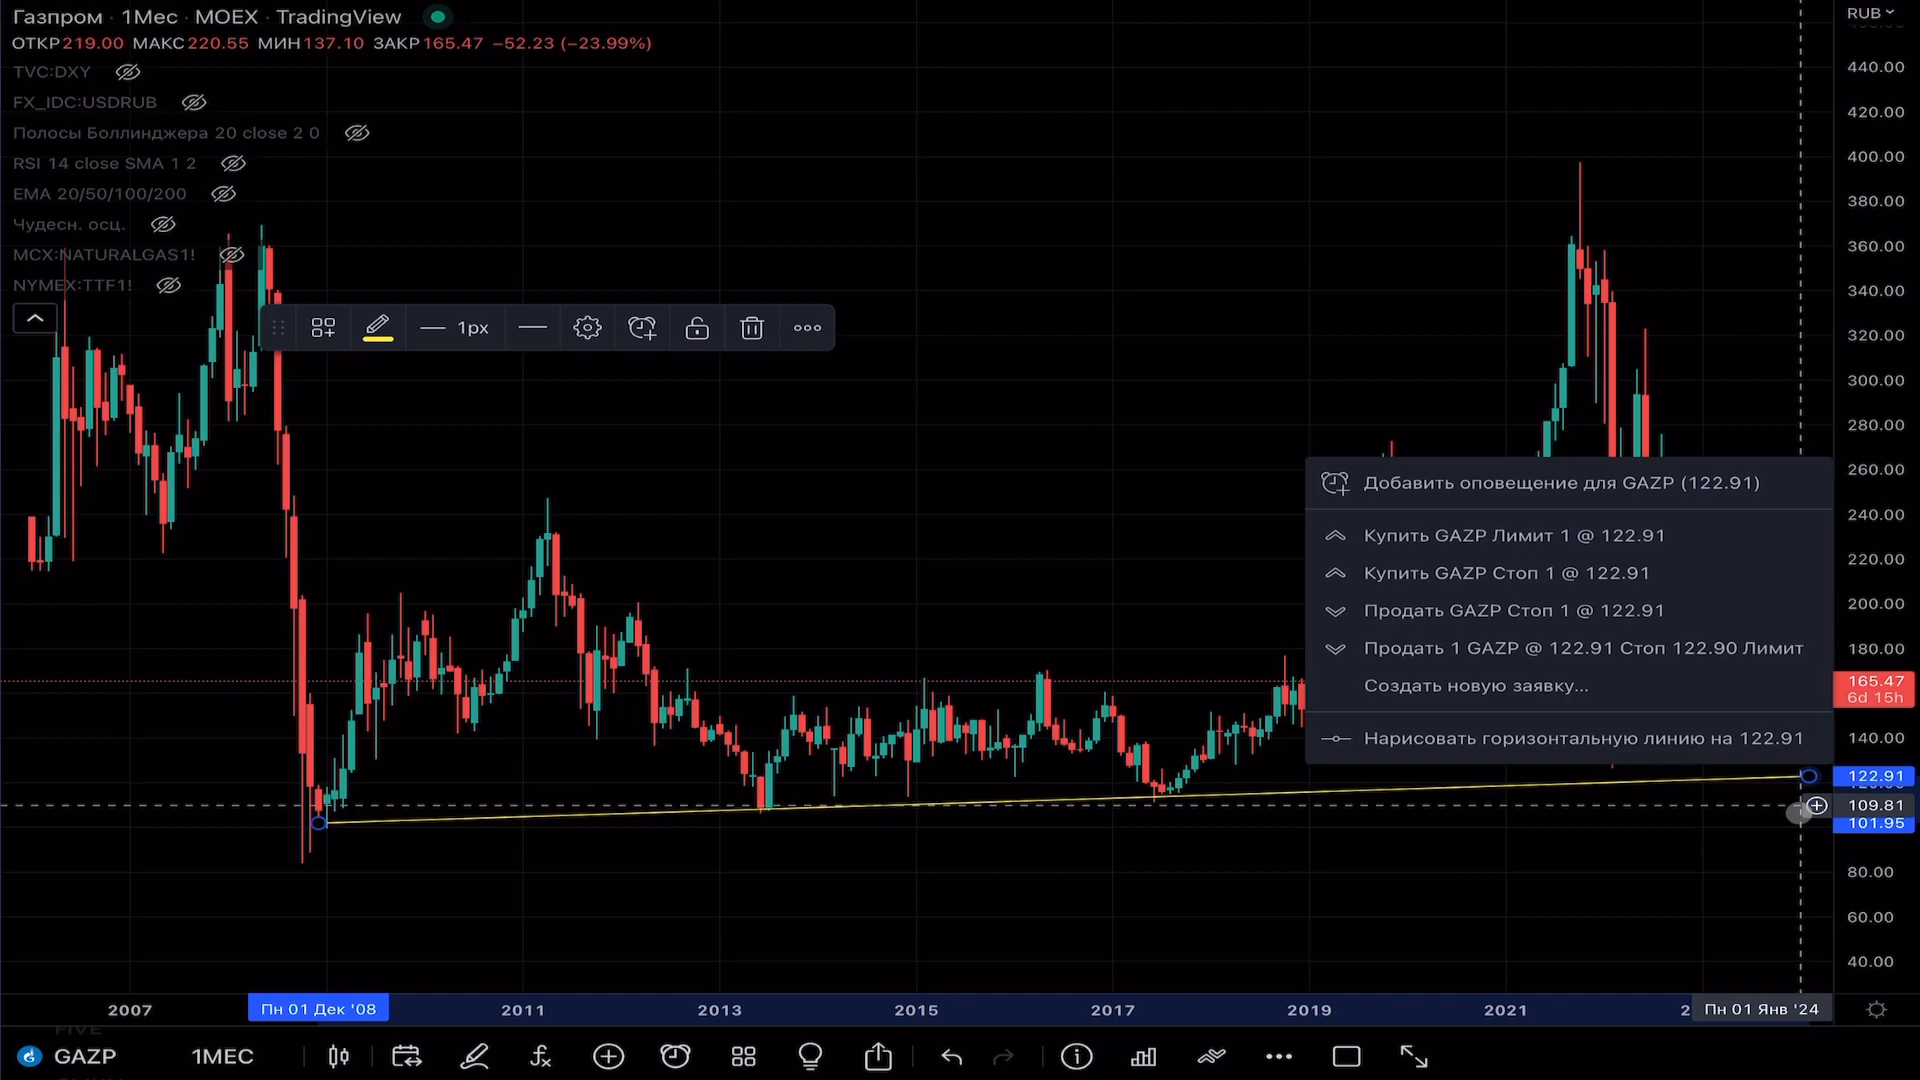 Газпром · 1Мес · MOEX · TradingView
ОТКР219.00 МАКС220.55 МИН137.10 ЗАКР165.47 −52.23 (−23.99%)
TVC:DXY
FX_IDC:USDRUB
Полосы Боллинджера 20 close 2 0
RSI 14 close SMA 1 2
EMA 20/50/100/200
Чудесн. осц.
MCX:NATURALGAS1!
NYMEX:TTF1!
1px
RUB
440.00
420.00
400.00
380.00
360.00
340.00
320.00
300.00
280.00
260.00
240.00
220.00
200.00
180.00
165.47
6d 15h
140.00
122.91
109.81
101.95
80.00
60.00
40.00
Добавить оповещение для GAZP (122.91)
Купить GAZP Лимит 1 @ 122.91
Купить GAZP Стоп 1 @ 122.91
Продать GAZP Стоп 1 @ 122.91
Продать 1 GAZP @ 122.91 Стоп 122.90 Лимит
Создать новую заявку...
Нарисовать горизонтальную линию на 122.91
2007
Пн 01 Дек '08
2011
2013
2015
2017
2019
2021
Пн 01 Янв '24
FIVE
GAZP
1МЕС